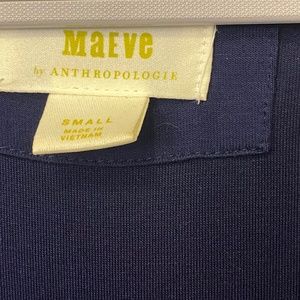 MAEVE
by ANTHROPOLOGIE
SMALL
MADE IN
VIETNAM